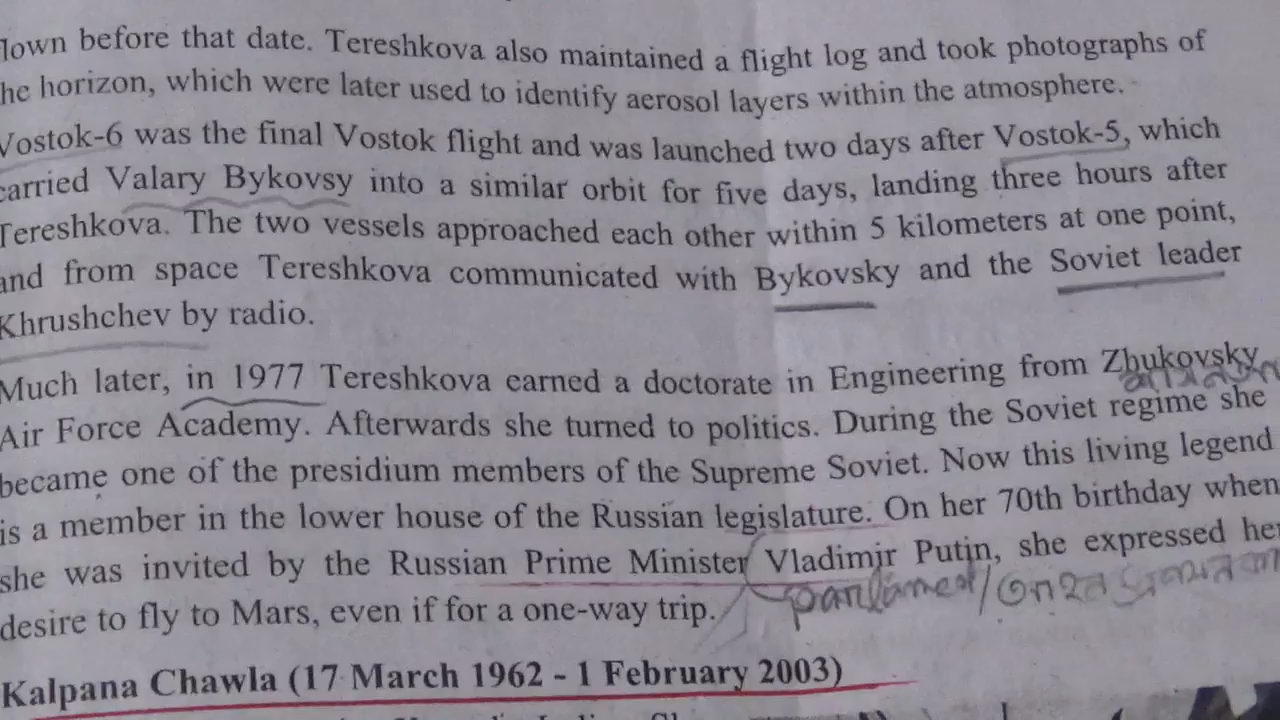 flown before that date. Tereshkova also maintained a flight log and took photographs of
he horizon, which were later used to identify aerosol layers within the atmosphere.
Vostok-6 was the final Vostok flight and was launched two days after Vostok-5, which
carried Valary Bykovsy into a similar orbit for five days, landing three hours after
Tereshkova. The two vessels approached each other within 5 kilometers at one point,
and from space Tereshkova communicated with Bykovsky and the Soviet leader
Khrushchev by radio.
Much later, in 1977 Tereshkova earned a doctorate in Engineering from Zhukovsky
Air Force Academy. Afterwards she turned to politics. During the Soviet regime she
became one of the presidium members of the Supreme Soviet. Now this living legend
is a member in the lower house of the Russian legislature. On her 70th birthday when
she was invited by the Russian Prime Minister Vladimir Putin, she expressed her
parliament/
desire to fly to Mars, even if for a one-way trip.
Kalpana Chawla (17 March 1962 - 1 February 2003)